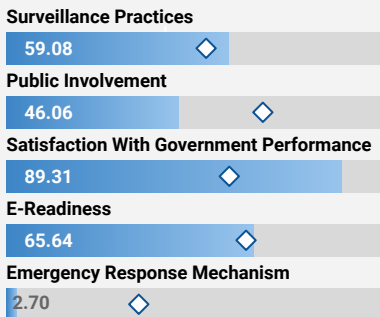 Surveillance Practices
59.08
Public Involvement
46.06
Satisfaction With Government Performance
89.31
E-Readiness
65.64
Emergency Response Mechanism
2.70